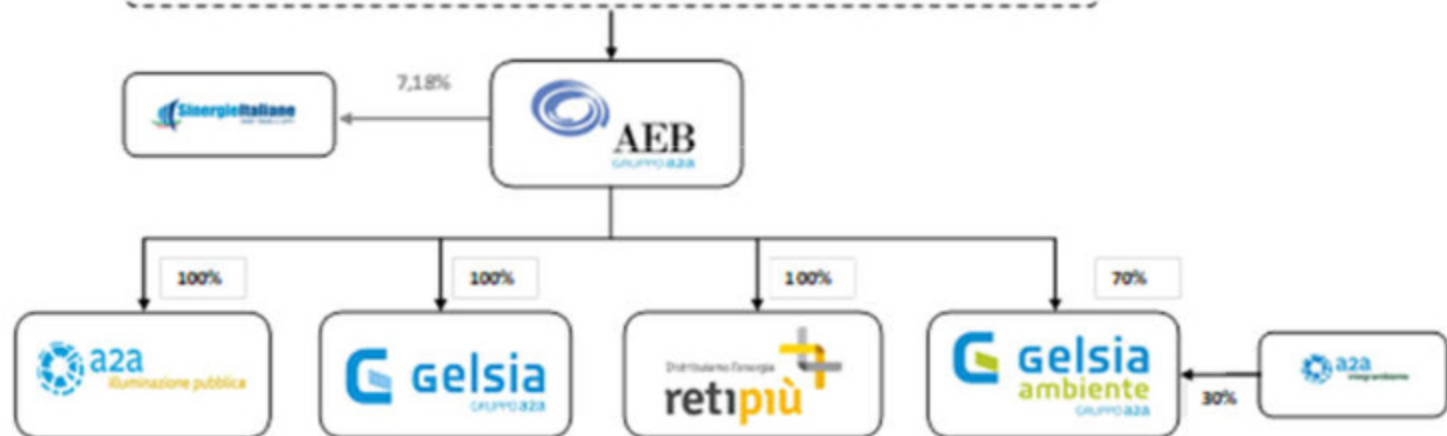 7,18%
SinergieItaliane
AEB
GRUPPO a2a
100%
100%
100%
70%
a2a
illuminazione pubblica
Gelsia
GRUPPO a2a
Distribuiamo l'energia
retipiù
Gelsia
ambiente
GRUPPO a2a
a2a
30%